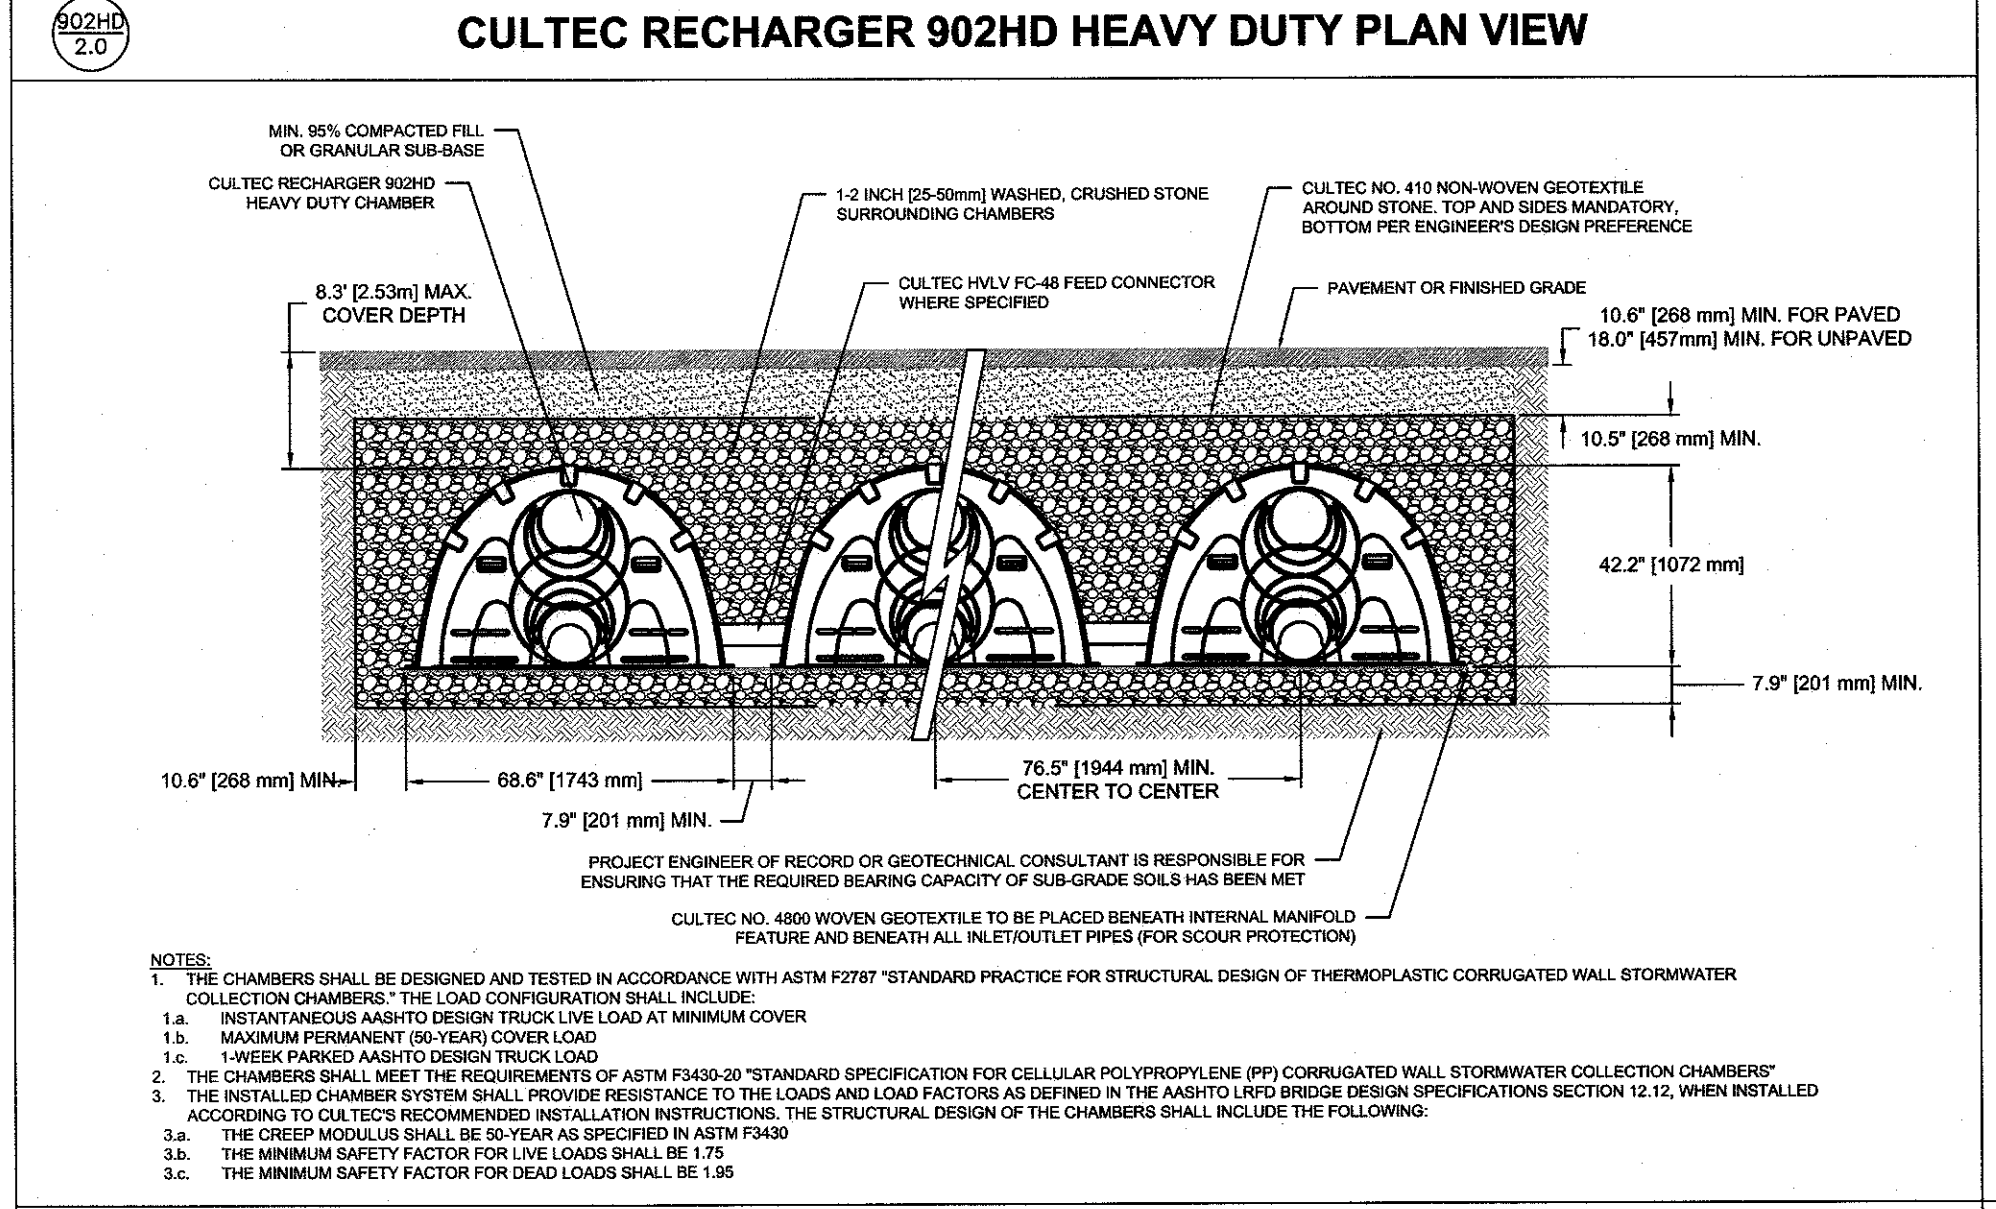 902HD
2.0
CULTEC RECHARGER 902HD HEAVY DUTY PLAN VIEW
MIN. 95% COMPACTED FILL
OR GRANULAR SUB-BASE
CULTEC RECHARGER 902HD
HEAVY DUTY CHAMBER
1-2 INCH [25-50mm] WASHED, CRUSHED STONE
SURROUNDING CHAMBERS
CULTEC NO. 410 NON-WOVEN GEOTEXTILE
AROUND STONE. TOP AND SIDES MANDATORY,
BOTTOM PER ENGINEER'S DESIGN PREFERENCE
8.3' [2.53m] MAX.
COVER DEPTH
CULTEC HVLV FC-48 FEED CONNECTOR
WHERE SPECIFIED
PAVEMENT OR FINISHED GRADE
10.6" [268 mm] MIN. FOR PAVED
18.0" [457mm] MIN. FOR UNPAVED
10.5" [268 mm] MIN.
42.2" [1072 mm]
7.9" [201 mm] MIN.
10.6" [268 mm] MIN.
68.6" [1743 mm]
76.5" [1944 mm] MIN.
CENTER TO CENTER
7.9" [201 mm] MIN.
PROJECT ENGINEER OF RECORD OR GEOTECHNICAL CONSULTANT IS RESPONSIBLE FOR
ENSURING THAT THE REQUIRED BEARING CAPACITY OF SUB-GRADE SOILS HAS BEEN MET
CULTEC NO. 4800 WOVEN GEOTEXTILE TO BE PLACED BENEATH INTERNAL MANIFOLD
FEATURE AND BENEATH ALL INLET/OUTLET PIPES (FOR SCOUR PROTECTION)
NOTES:
1. THE CHAMBERS SHALL BE DESIGNED AND TESTED IN ACCORDANCE WITH ASTM F2787 "STANDARD PRACTICE FOR STRUCTURAL DESIGN OF THERMOPLASTIC CORRUGATED WALL STORMWATER
COLLECTION CHAMBERS." THE LOAD CONFIGURATION SHALL INCLUDE:
1.a. INSTANTANEOUS AASHTO DESIGN TRUCK LIVE LOAD AT MINIMUM COVER
1.b. MAXIMUM PERMANENT (50-YEAR) COVER LOAD
1.c. 1-WEEK PARKED AASHTO DESIGN TRUCK LOAD
2. THE CHAMBERS SHALL MEET THE REQUIREMENTS OF ASTM F3430-20 "STANDARD SPECIFICATION FOR CELLULAR POLYPROPYLENE (PP) CORRUGATED WALL STORMWATER COLLECTION CHAMBERS"
3. THE INSTALLED CHAMBER SYSTEM SHALL PROVIDE RESISTANCE TO THE LOADS AND LOAD FACTORS AS DEFINED IN THE AASHTO LRFD BRIDGE DESIGN SPECIFICATIONS SECTION 12.12, WHEN INSTALLED
ACCORDING TO CULTEC'S RECOMMENDED INSTALLATION INSTRUCTIONS. THE STRUCTURAL DESIGN OF THE CHAMBERS SHALL INCLUDE THE FOLLOWING:
3.a. THE CREEP MODULUS SHALL BE 50-YEAR AS SPECIFIED IN ASTM F3430
3.b. THE MINIMUM SAFETY FACTOR FOR LIVE LOADS SHALL BE 1.75
3.c. THE MINIMUM SAFETY FACTOR FOR DEAD LOADS SHALL BE 1.95